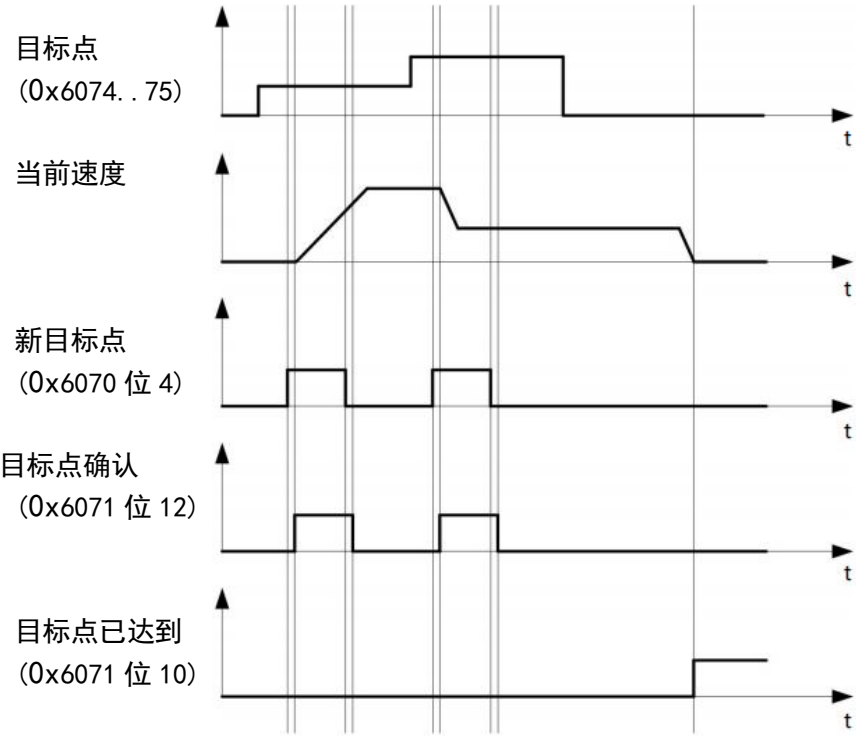 目标点
(0x6074..75)
t
当前速度
t
新目标点
(0x6070 位 4)
t
目标点确认
(0x6071 位 12)
t
目标点已达到
(0x6071 位 10)
t